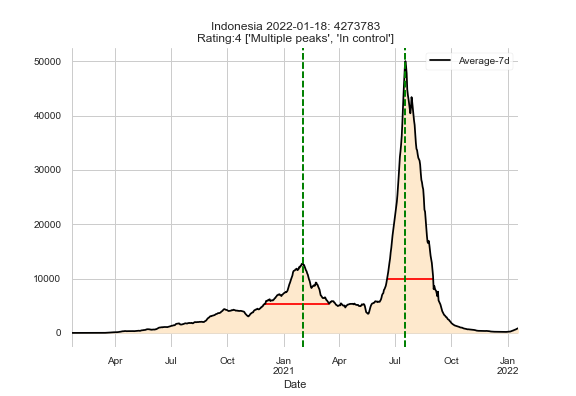 Indonesia 2022-01-18: 4273783
Rating:4 ['Multiple peaks', 'In control']
Average-7d
50000
40000
30000
20000
10000
0
Apr Jul Oct Jan Apr Jul Oct Jan
2021 2022
Date